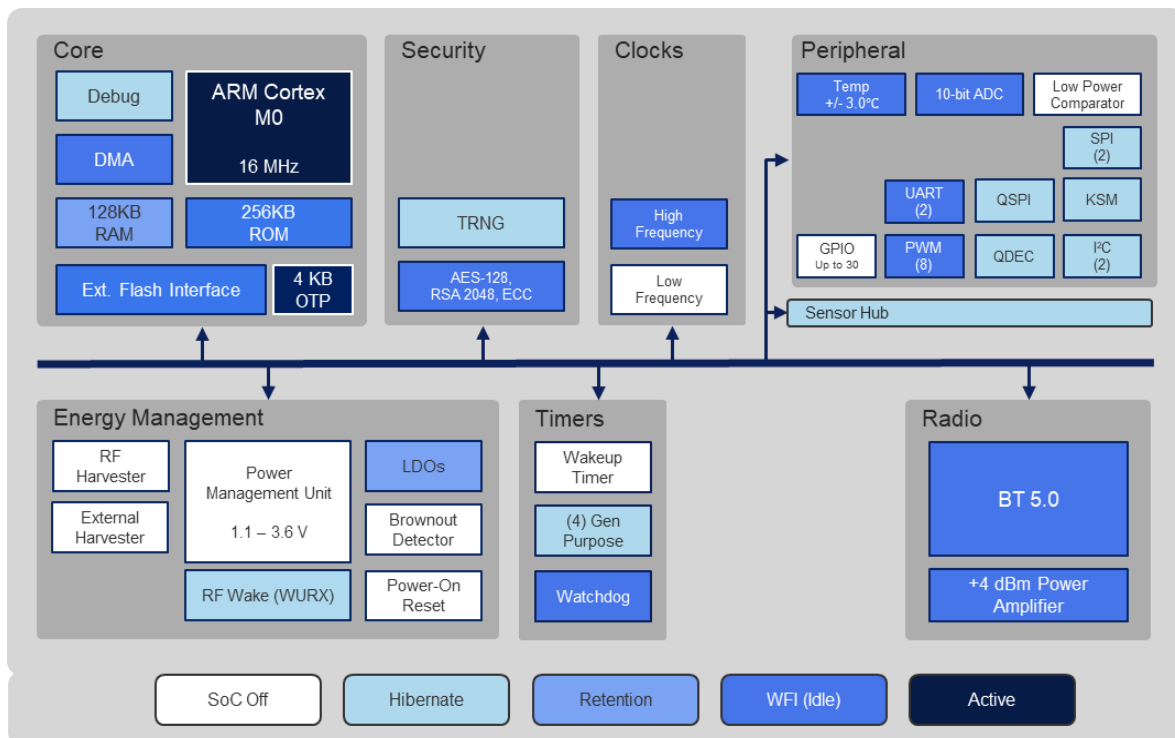 Core
Debug
ARM Cortex
M0
16 MHz
DMA
128KB
RAM
256KB
ROM
Ext. Flash Interface
4 KB
OTP
Security
TRNG
AES-128,
RSA 2048, ECC
Clocks
High
Frequency
Low
Frequency
Peripheral
Temp
+/- 3.0℃
10-bit ADC
Low Power
Comparator
SPI
(2)
UART
(2)
QSPI
KSM
GPIO
Up to 30
PWM
(8)
QDEC
I²C
(2)
Sensor Hub
Energy Management
RF
Harvester
External
Harvester
Power
Management Unit
1.1 – 3.6 V
RF Wake (WURX)
LDOs
Brownout
Detector
Power-On
Reset
Timers
Wakeup
Timer
(4) Gen
Purpose
Watchdog
Radio
BT 5.0
+4 dBm Power
Amplifier
SoC Off
Hibernate
Retention
WFI (Idle)
Active